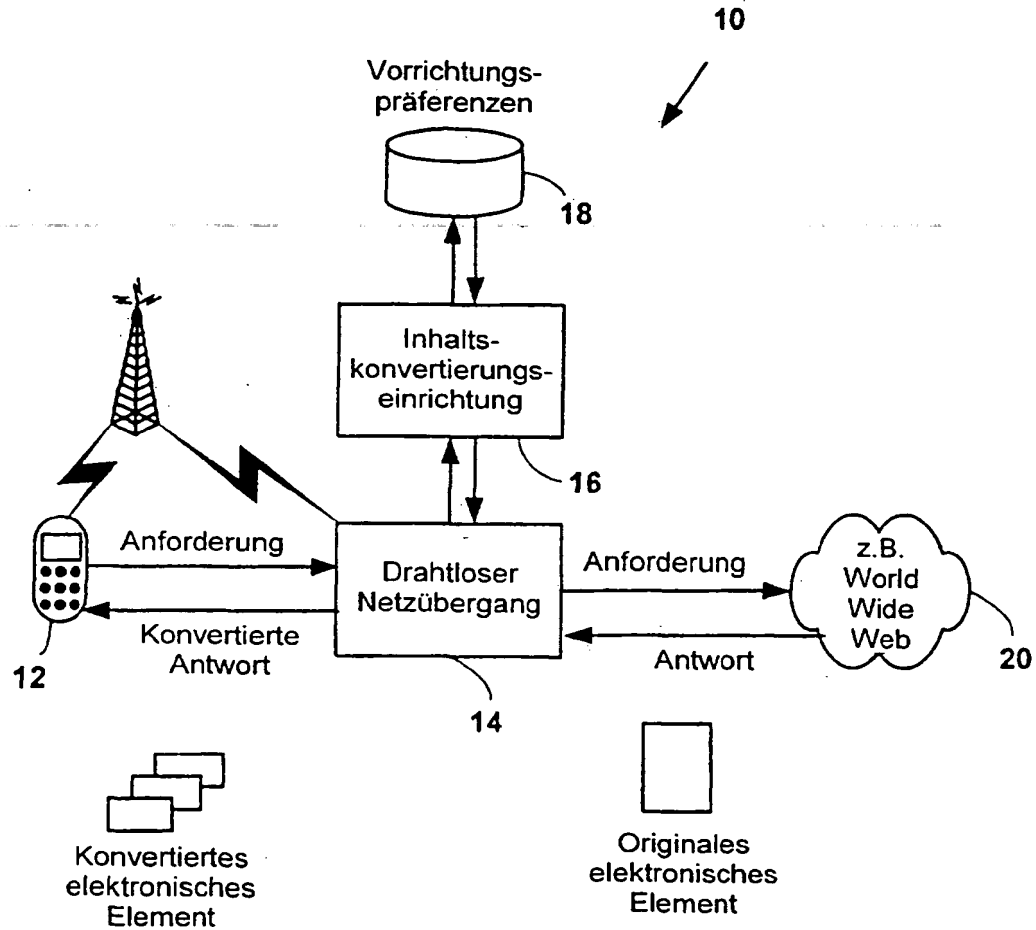 10
Vorrichtungs-
präferenzen
18
Inhalts-
konvertierungs-
einrichtung
16
Anforderung
Konvertierte
Antwort
12
Drahtloser
Netzübergang
14
Anforderung
Antwort
z.B.
World
Wide
Web
20
Konvertiertes
elektronisches
Element
Originales
elektronisches
Element